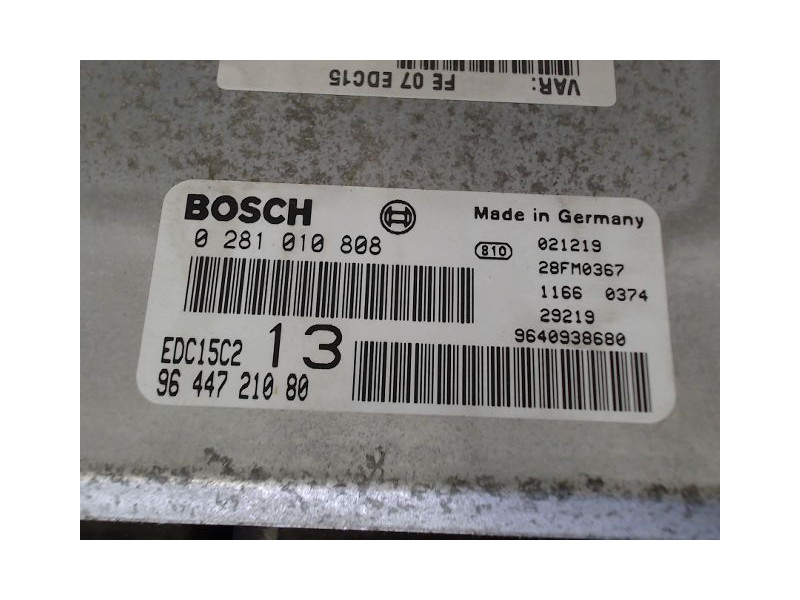 VAR:
FE 07 EDC15
BOSCH
Made in Germany
0 281 010 808
810
021219
28FM0367
1166 0374
29219
9640938680
EDC15C2
13
96 447 210 80